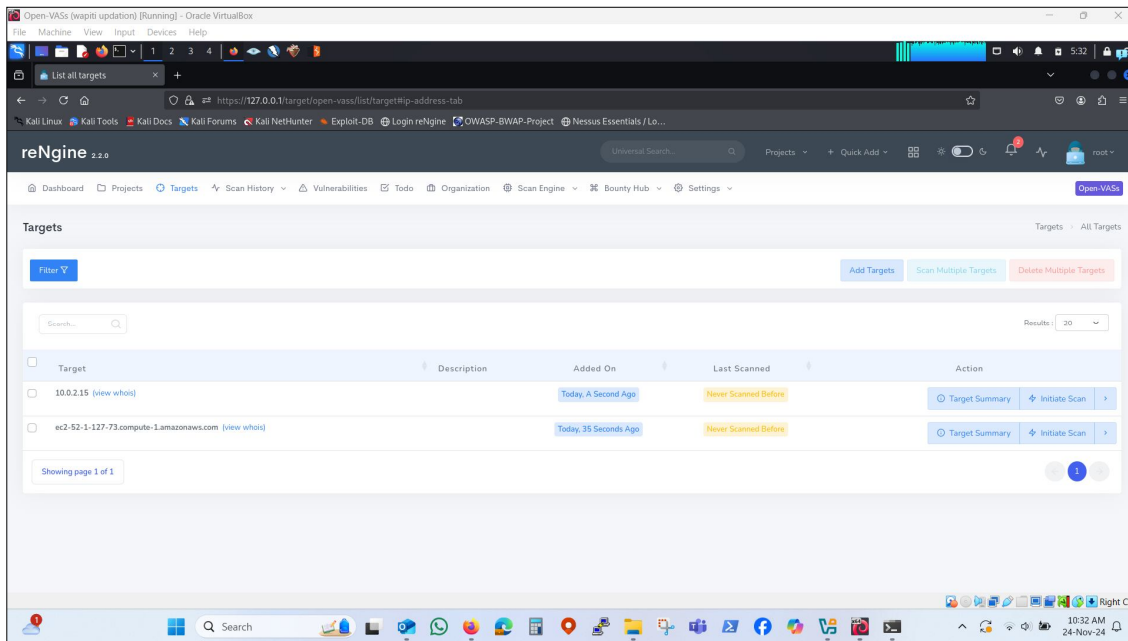 Open-VASs (wapiti updation) [Running] - Oracle VirtualBox
File Machine View Input Devices Help
1 2 3 4 5:32
List all targets
https://127.0.0.1/target/open-vass/list/target#ip-address-tab
Kali Linux Kali Tools Kali Docs Kali Forums Kali NetHunter Exploit-DB Login reNgine OWASP-BWAP-Project Nessus Essentials / Lo...
reNgine 2.2.0 Universal Search... Projects + Quick Add 2 root
Dashboard Projects Targets Scan History Vulnerabilities Todo Organization Scan Engine Bounty Hub Settings Open-VASs
Targets Targets All Targets
Filter Add Targets Scan Multiple Targets Delete Multiple Targets
Search... Results : 20
Target Description Added On Last Scanned Action
10.0.2.15 (view whois) Today, A Second Ago Never Scanned Before Target Summary Initiate Scan
ec2-52-1-127-73.compute-1.amazonaws.com (view whois) Today, 35 Seconds Ago Never Scanned Before Target Summary Initiate Scan
Showing page 1 of 1 1
Right C
1 Search 10:32 AM
24-Nov-24